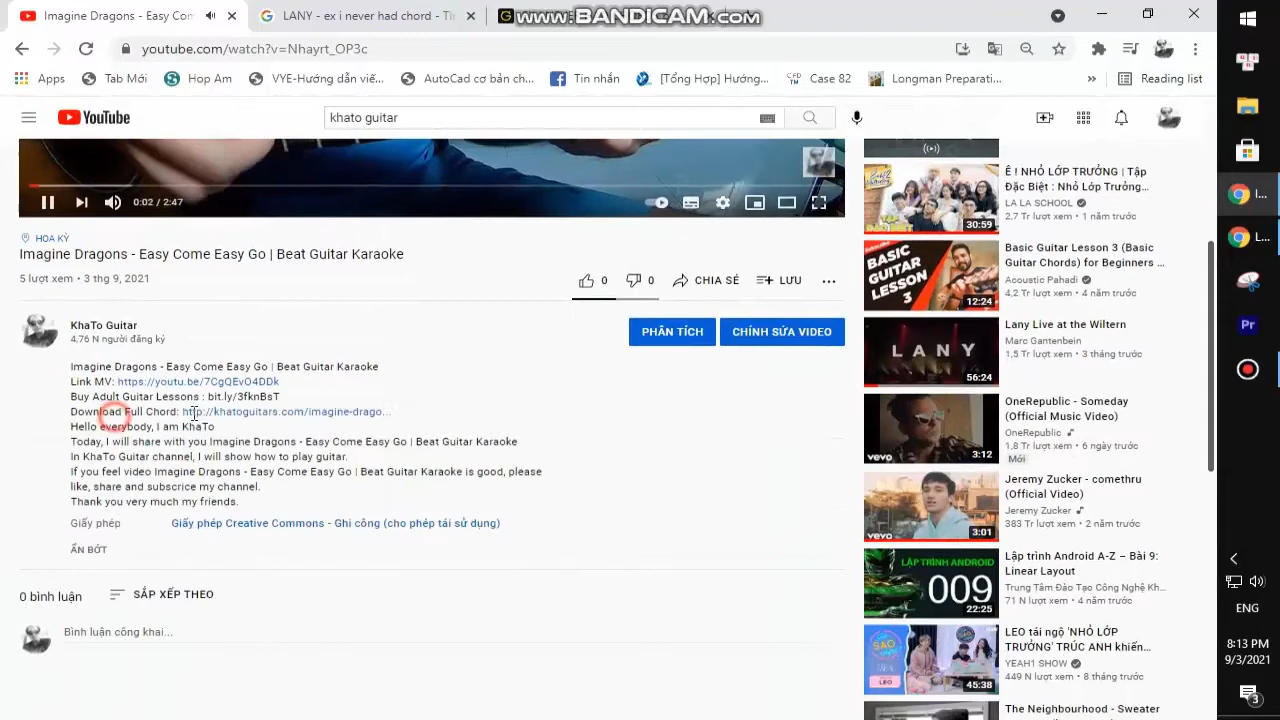 Imagine Dragons - Easy Com
LANY - ex i never had chord - T
www.BANDICAM.com
youtube.com/watch?v=Nhayrt_OP3c
Apps
Tab Mới
Hop Am
VYE-Hướng dẫn viế...
AutoCad cơ bản ch...
Tin nhắn
[Tổng Hợp] Hướng...
Case 82
Longman Preparati...
»
Reading list
YouTube
khato guitar
0:02 / 2:47
HOA KỲ
Imagine Dragons - Easy Come Easy Go | Beat Guitar Karaoke
5 lượt xem • 3 thg 9, 2021
0
0
CHIA SẺ
LƯU
KhaTo Guitar
4,76 N người đăng ký
PHÂN TÍCH
CHỈNH SỬA VIDEO
Imagine Dragons - Easy Come Easy Go | Beat Guitar Karaoke
Link MV: https://youtu.be/7CgQEvO4DDk
Buy Adult Guitar Lessons : bit.ly/3fknBsT
Download Full Chord: http://khatoguitars.com/imagine-drago...
Hello everybody, I am KhaTo
Today, I will share with you Imagine Dragons - Easy Come Easy Go | Beat Guitar Karaoke
In KhaTo Guitar channel, I will show how to play guitar
If you feel video Imagine Dragons - Easy Come Easy Go | Beat Guitar Karaoke is good, please
like, share and subscrice my channel.
Thank you very much my friends.
Giấy phép
Giấy phép Creative Commons - Ghi công (cho phép tái sử dụng)
ẨN BỚT
0 bình luận
SẮP XẾP THEO
Bình luận công khai...
Ê ! NHỎ LỚP TRƯỞNG | Tập
Đặc Biệt : Nhỏ Lớp Trưởng...
LA LA SCHOOL
2,7 Tr lượt xem • 1 năm trước
30:59
Basic Guitar Lesson 3 (Basic
Guitar Chords) for Beginners ...
Acoustic Pahadi
4,2 Tr lượt xem • 4 năm trước
BASIC
GUITAR
LESSON
3
12:24
Lany Live at the Wiltern
Marc Gantenbein
1,5 Tr lượt xem • 3 tháng trước
LANY
56:24
OneRepublic - Someday
(Official Music Video)
OneRepublic
1,8 Tr lượt xem • 6 ngày trước
Mới
vevo
3:12
Jeremy Zucker - comethru
(Official Video)
Jeremy Zucker
383 Tr lượt xem • 2 năm trước
vevo
3:01
Lập trình Android A-Z – Bài 9:
Linear Layout
Trung Tâm Đào Tạo Công Nghệ Kh...
71 N lượt xem • 4 năm trước
LẬP TRÌNH ANDROID
009
22:25
LEO tái ngộ 'NHỎ LỚP
TRƯỞNG' TRÚC ANH khiến...
YEAH1 SHOW
449 N lượt xem • 8 tháng trước
LEO
45:38
The Neighbourhood - Sweater
I...
L...
Pr
ENG
8:13 PM
9/3/2021
3